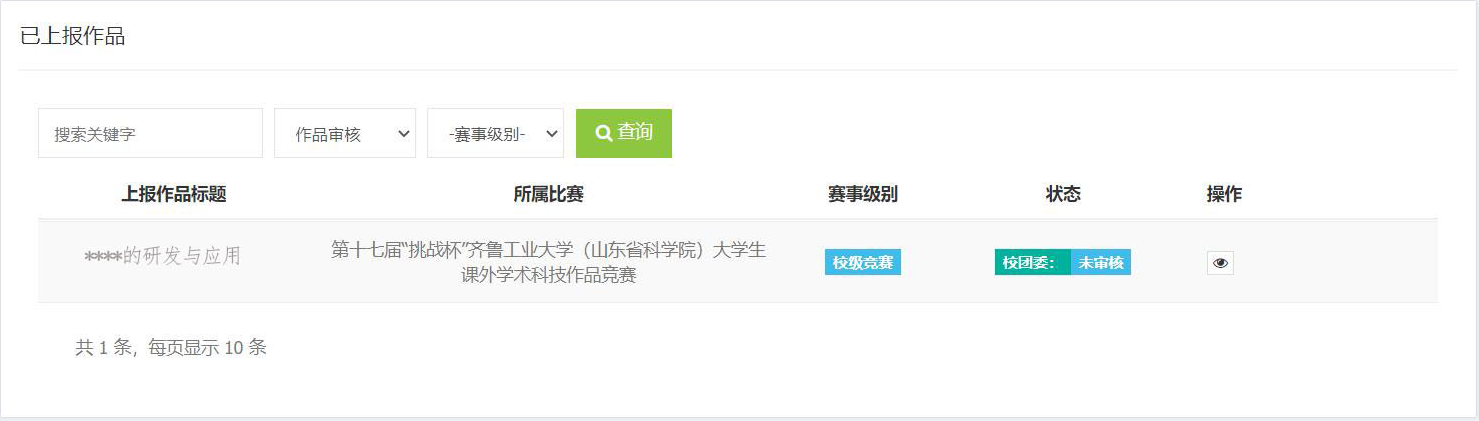 已上报作品
搜索关键字 作品审核 -赛事级别- 查询
上报作品标题 所属比赛 赛事级别 状态 操作
****的研发与应用 第十七届“挑战杯”齐鲁工业大学（山东省科学院）大学生 校级竞赛 校团委： 未审核
课外学术科技作品竞赛
共 1 条，每页显示 10 条